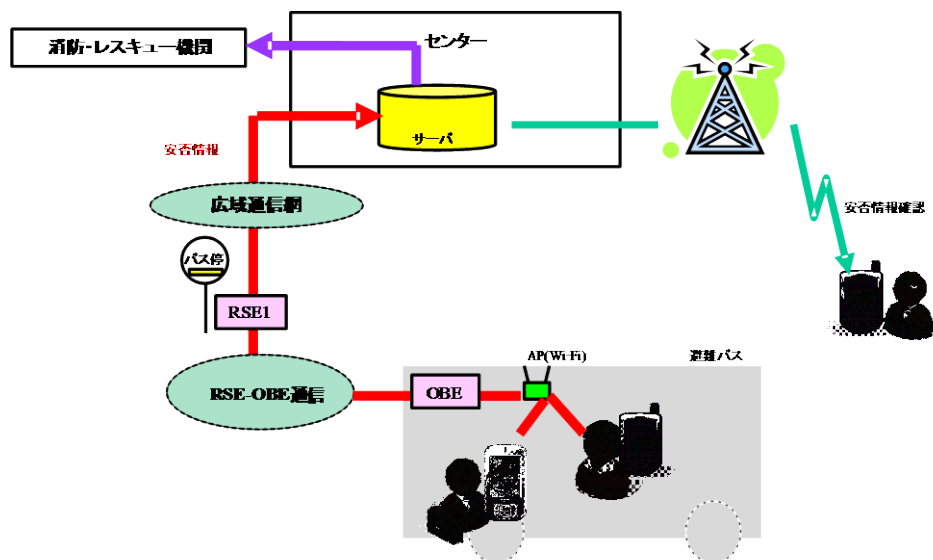 消防・レスキュー機関
センター
サーバ
安否情報
広域通信網
安否情報確認
バス停
RSE1
AP(Wi-Fi)
避難バス
RSE-OBE通信
OBE